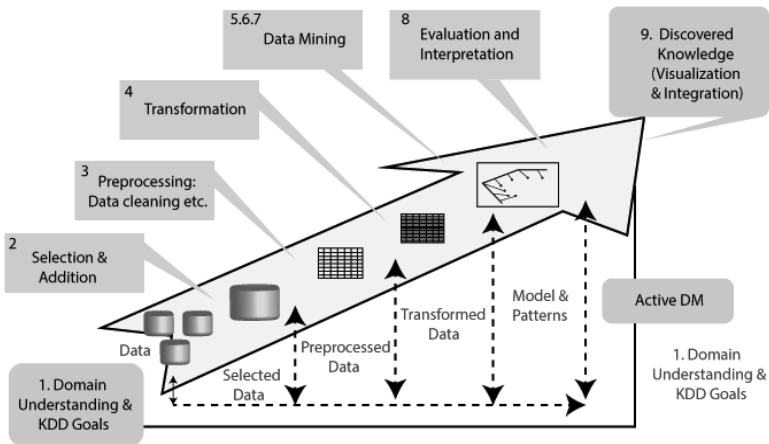 5.6.7
Data Mining
8
Evaluation and
Interpretation
9. Discovered
Knowledge
(Visualization
& Integration)
4
Transformation
3
Preprocessing:
Data cleaning etc.
2
Selection &
Addition
Data
Selected
Data
Preprocessed
Data
Transformed
Data
Model &
Patterns
Active DM
1. Domain
Understanding &
KDD Goals
1. Domain
Understanding &
KDD Goals